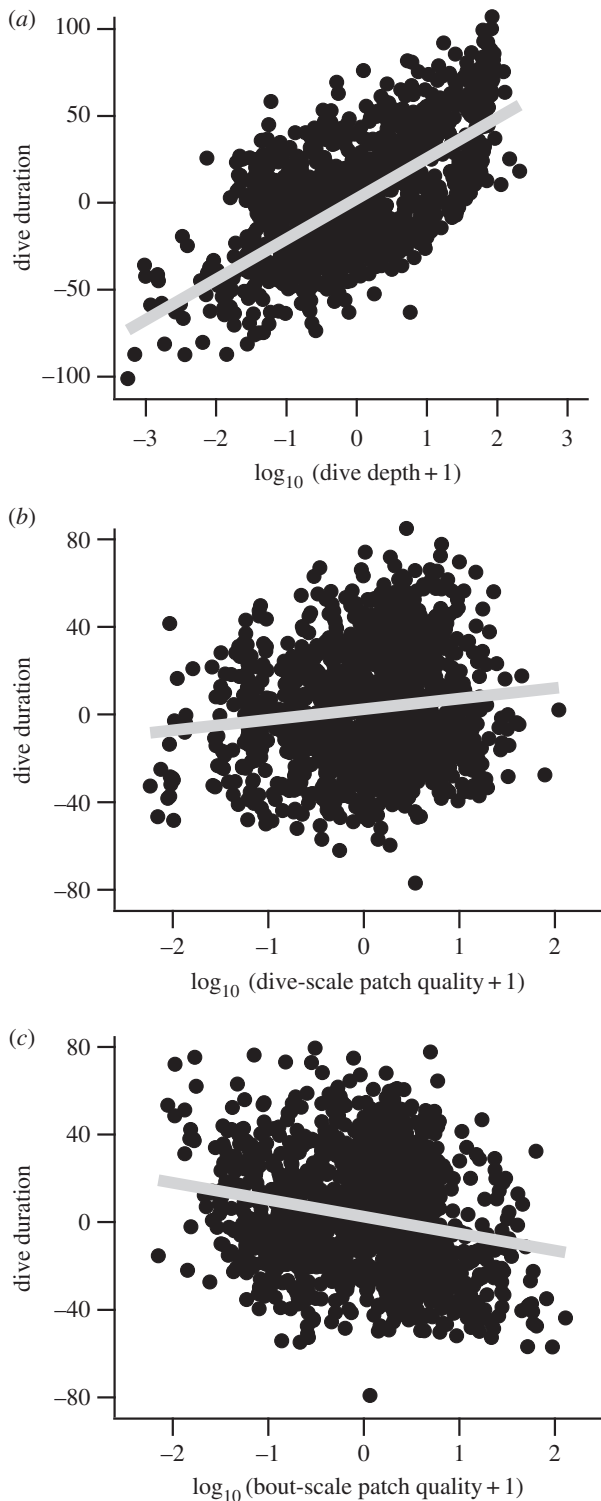 (a)
100
50
0
–50
–100
dive duration
–3 –2 –1 0 1 2 3
log10 (dive depth + 1)
(b)
80
40
0
–40
–80
dive duration
–2 –1 0 1 2
log10 (dive-scale patch quality + 1)
(c)
80
40
0
–40
–80
dive duration
–2 –1 0 1 2
log10 (bout-scale patch quality + 1)